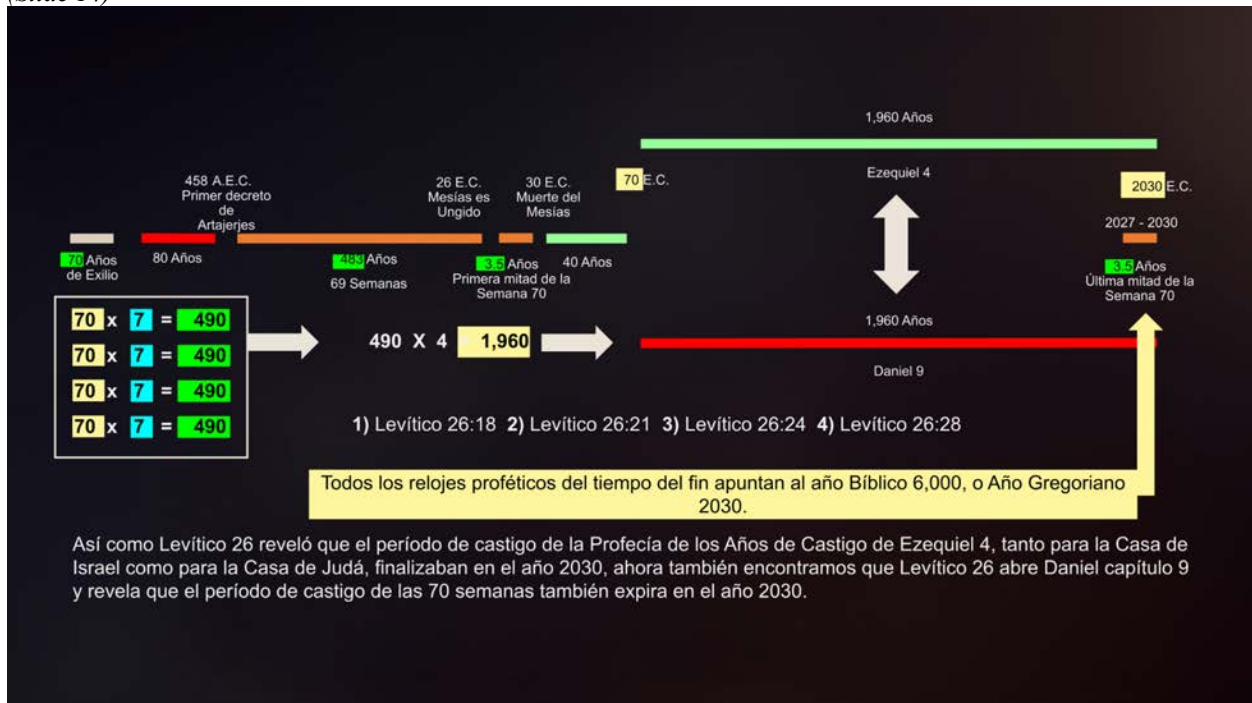 1,960 Años
Ezequiel 4
458 A.E.C.
Primer decreto
de
Artajerjes
26 E.C.
Mesías es
Ungido
30 E.C.
Muerte del
Mesías
70 E.C.
2030 E.C.
2027 - 2030
70 Años
de Exilio
80 Años
483 Años
69 Semanas
3.5 Años
Primera mitad de la
Semana 70
40 Años
3.5 Años
Última mitad de la
Semana 70
70 x 7 = 490
70 x 7 = 490
70 x 7 = 490
70 x 7 = 490
490 X 4 1,960
1,960 Años
Daniel 9
1) Levítico 26:18 2) Levítico 26:21 3) Levítico 26:24 4) Levítico 26:28
Todos los relojes proféticos del tiempo del fin apuntan al año Bíblico 6,000, o Año Gregoriano
2030.
Así como Levítico 26 reveló que el período de castigo de la Profecía de los Años de Castigo de Ezequiel 4, tanto para la Casa de
Israel como para la Casa de Judá, finalizaban en el año 2030, ahora también encontramos que Levítico 26 abre Daniel capítulo 9
y revela que el período de castigo de las 70 semanas también expira en el año 2030.